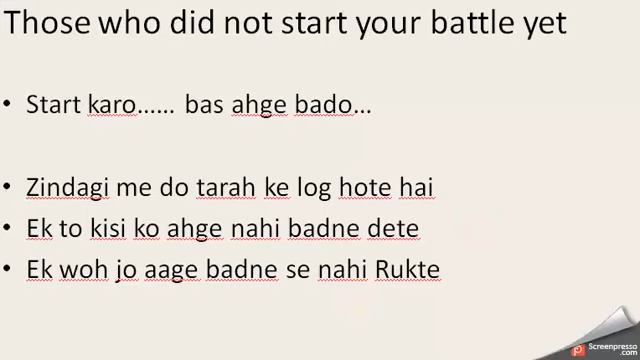 Those who did not start your battle yet
• Start karo...... bas ahge bado...
• Zindagi me do tarah ke log hote hai
• Ek to kisi ko ahge nahi badne dete
• Ek woh jo aage badne se nahi Rukte
Screenpresso
.com